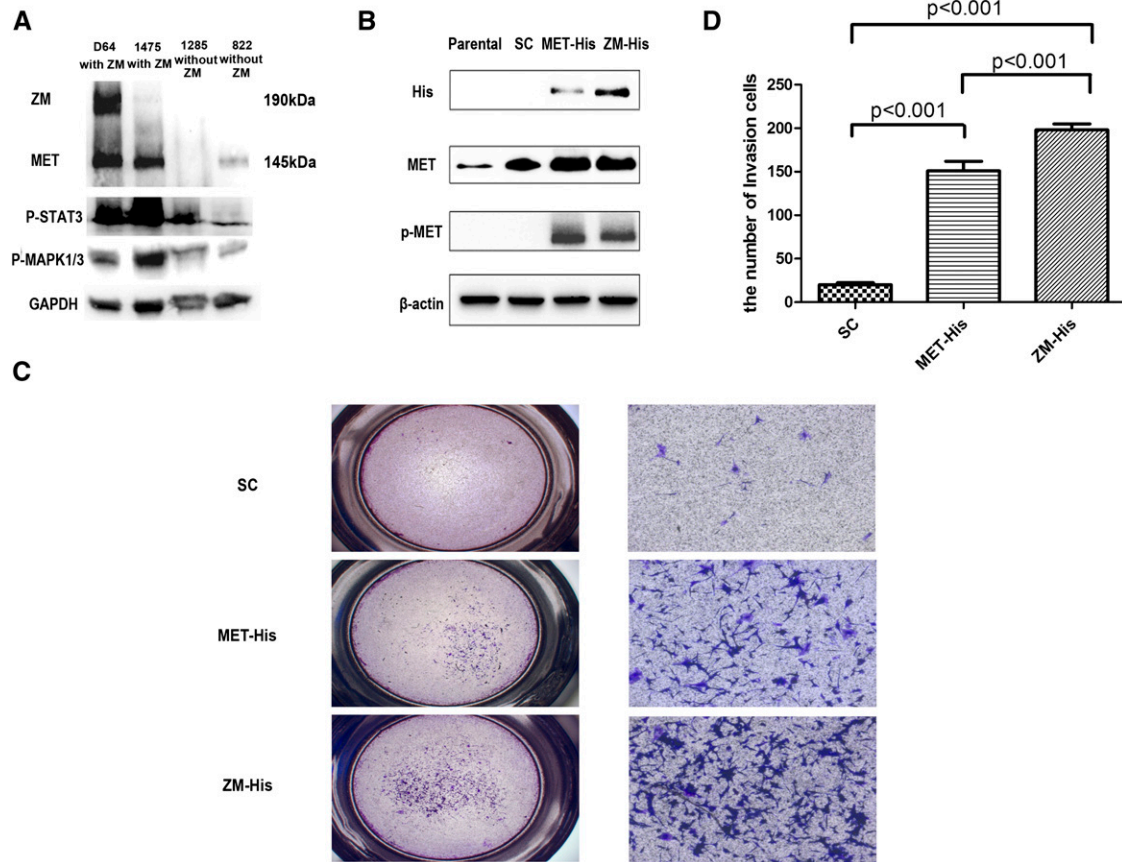 A
D64 1475 1285 822
with ZM with ZM without without
ZM ZM
ZM 190kDa
MET 145kDa
P-STAT3
P-MAPK1/3
GAPDH
B
Parental SC MET-His ZM-His
His
MET
p-MET
β-actin
D
p<0.001
p<0.001
p<0.001
the number of Invasion cells
250
200
150
100
50
0
SC
MET-His
ZM-His
C
SC
MET-His
ZM-His